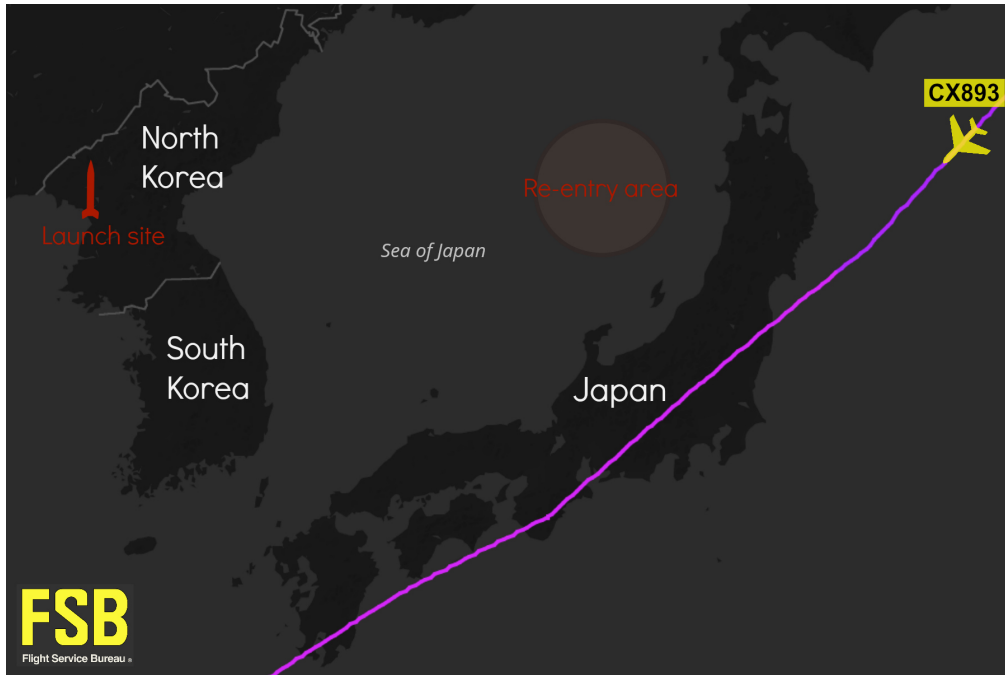 CX893
North
Korea
Re-entry area
Launch site
Sea of Japan
South
Korea
Japan
FSB
Flight Service Bureau